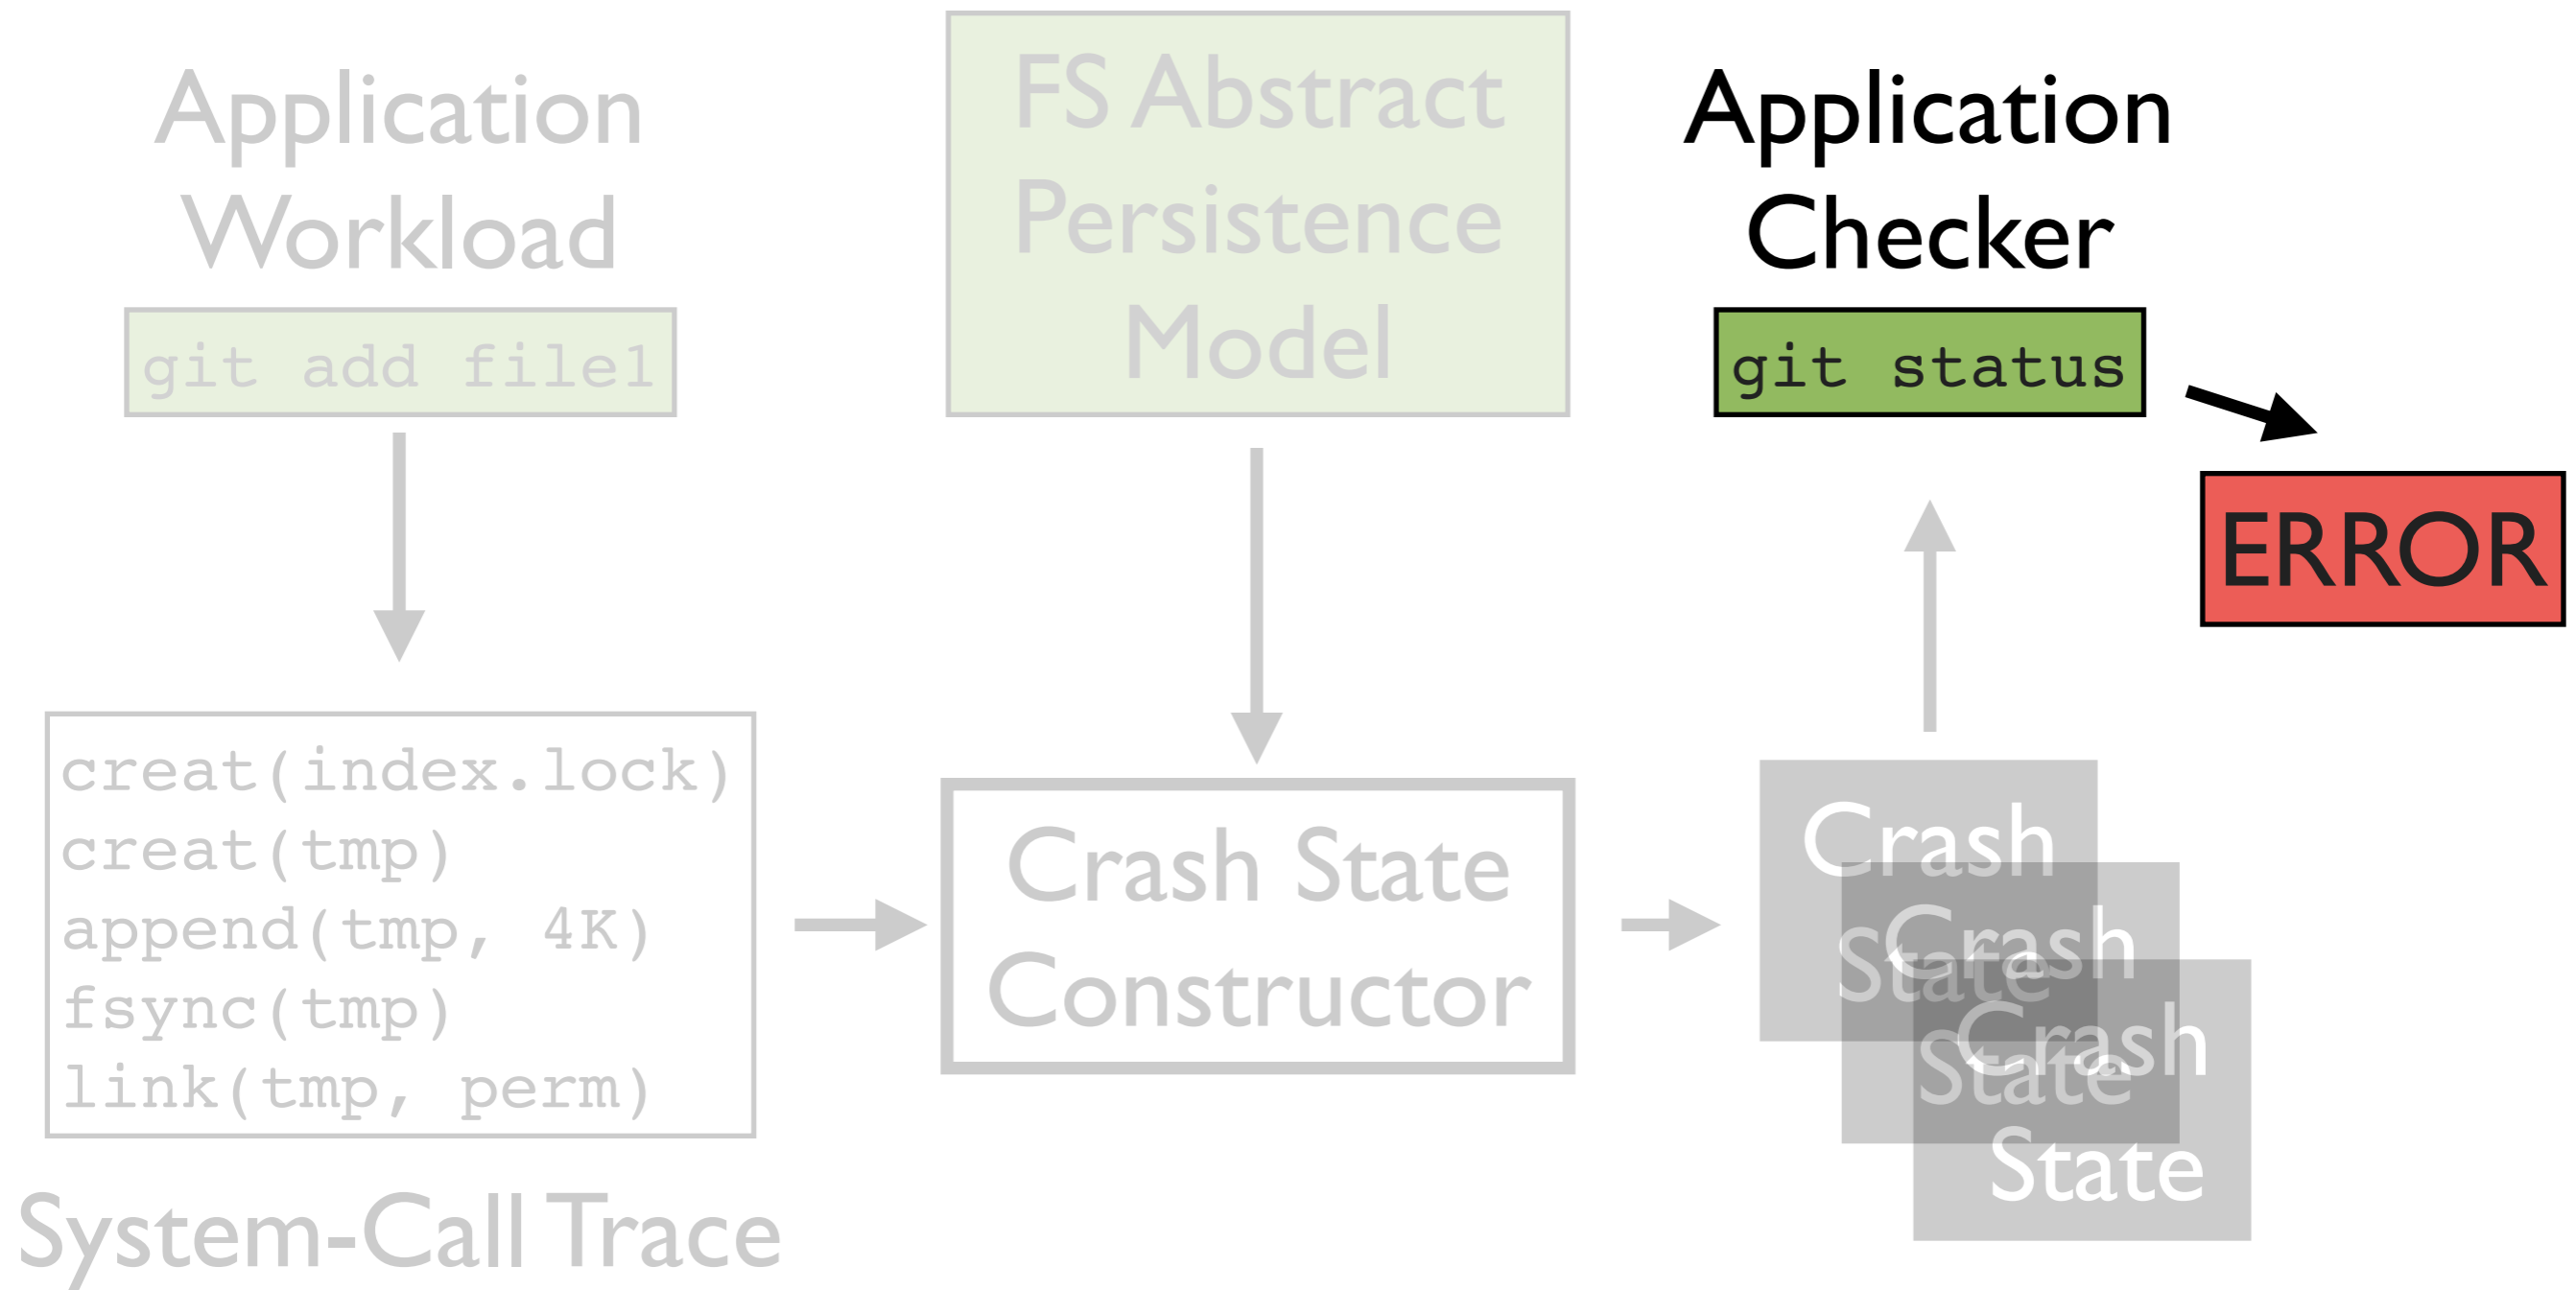 Application
Workload
git add file1
creat(index.lock)
creat(tmp)
append(tmp, 4K)
fsync(tmp)
link(tmp, perm)
System-Call Trace
FS Abstract
Persistence
Model
Crash State
Constructor
Application
Checker
git status
ERROR
Crash
State
Crash
State
Crash
State